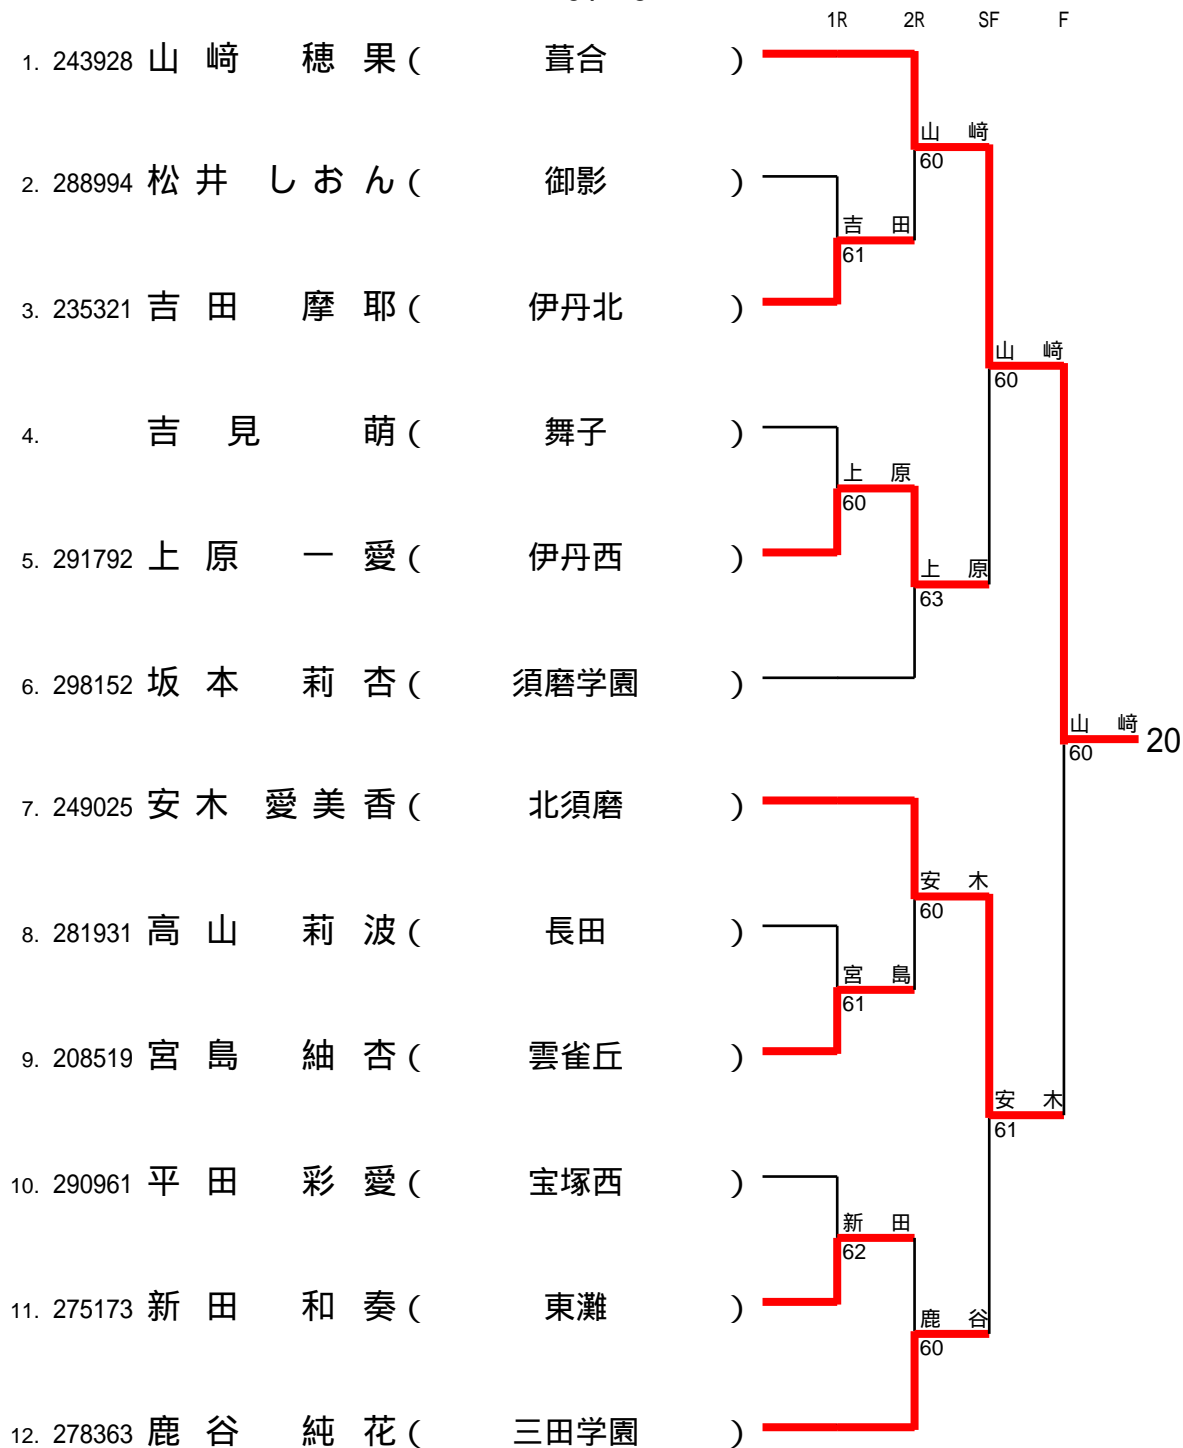 1R 2R SF F
1. 243928 山﨑 穂果 ( 葺合 )
山﨑
60
2. 288994 松井 しおん ( 御影 )
吉田
61
3. 235321 吉田 摩耶 ( 伊丹北 )
山﨑
60
4. 吉見 萌 ( 舞子 )
上原
60
5. 291792 上原 一愛 ( 伊丹西 )
上原
63
6. 298152 坂本 莉杏 ( 須磨学園 )
山﨑 20
60
7. 249025 安木 愛美香 ( 北須磨 )
安木
60
8. 281931 高山 莉波 ( 長田 )
宮島
61
9. 208519 宮島 紬杏 ( 雲雀丘 )
安木
61
10. 290961 平田 彩愛 ( 宝塚西 )
新田
62
11. 275173 新田 和奏 ( 東灘 )
鹿谷
60
12. 278363 鹿谷 純花 ( 三田学園 )